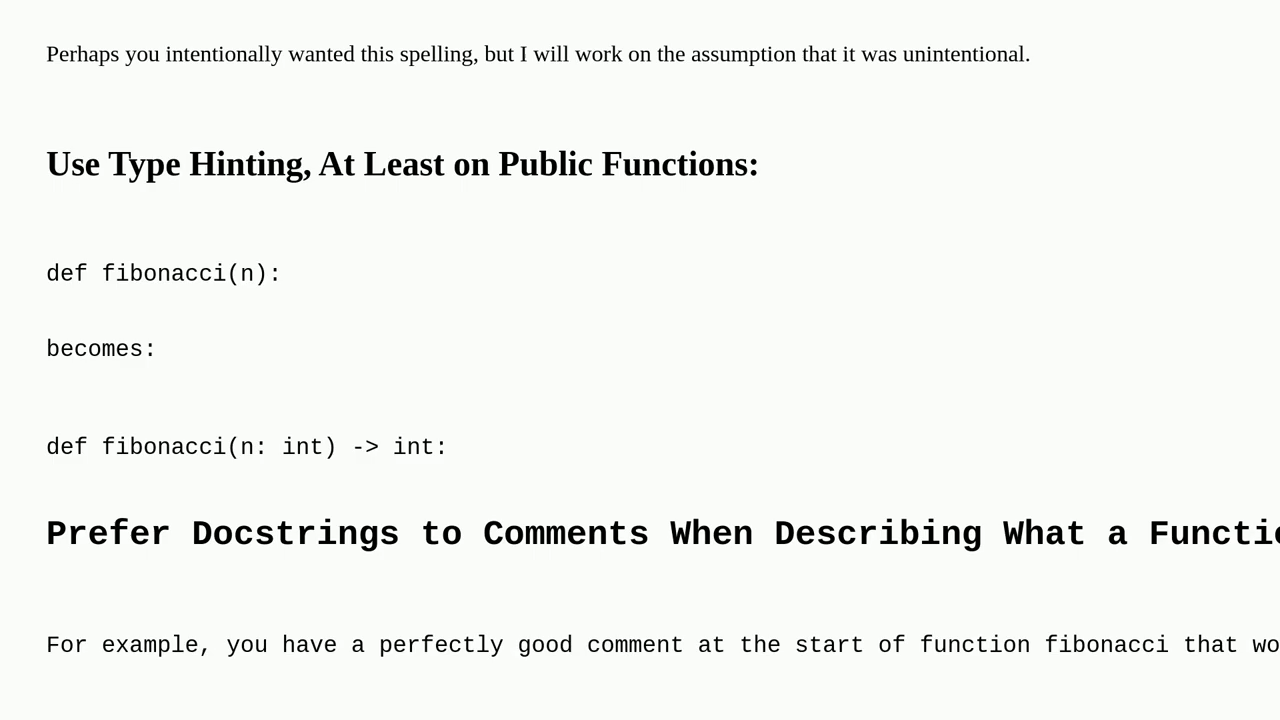 Perhaps you intentionally wanted this spelling, but I will work on the assumption that it was unintentional.
Use Type Hinting, At Least on Public Functions:
def fibonacci(n):
becomes:
def fibonacci(n: int) -> int:
Prefer Docstrings to Comments When Describing What a
For example, you have a perfectly good comment at the start of function fibonacci that